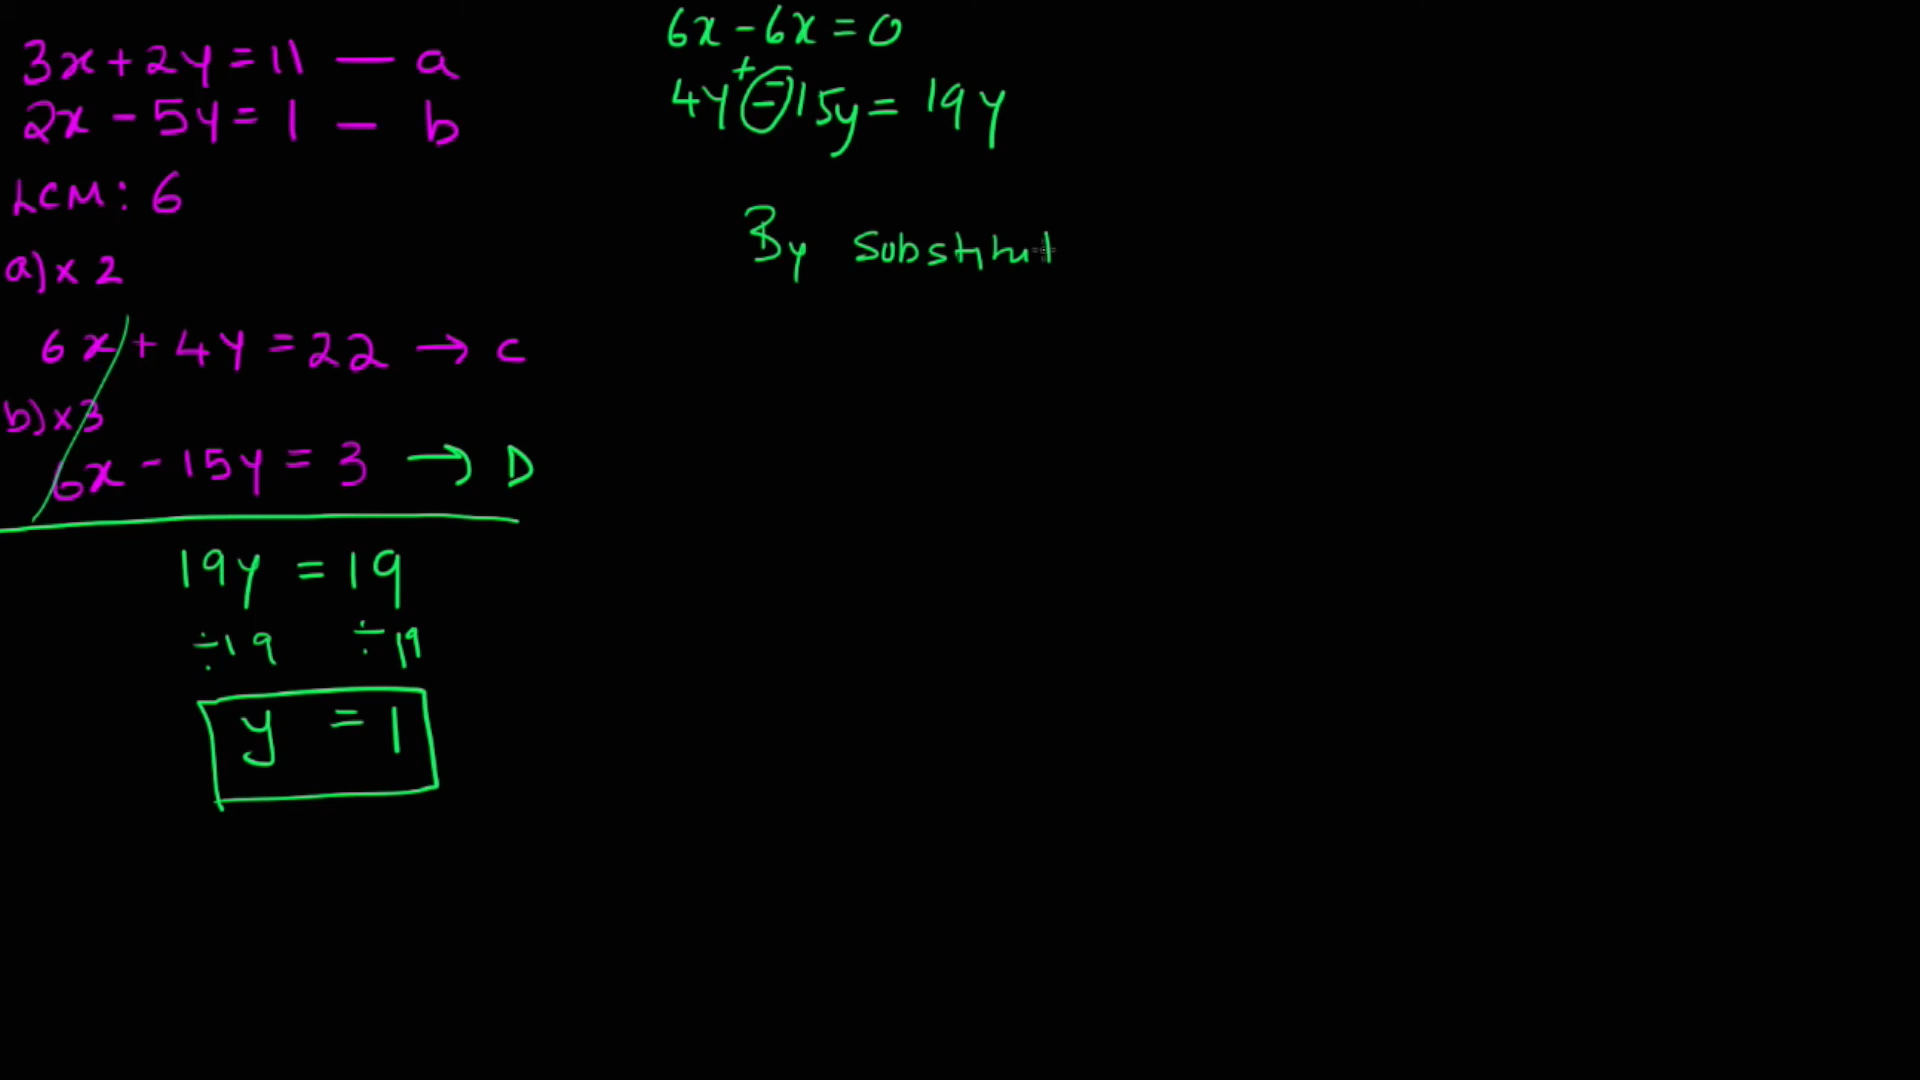 3x + 2y = 11 — a
2x - 5y = 1 — b
LCM : 6
a) x 2
6x + 4y = 22 → c
b) x 3
6x - 15y = 3 → D
19y = 19
÷19 ÷19
y = 1
6x - 6x = 0
+
4y - - 15y = 19y
By Substitut